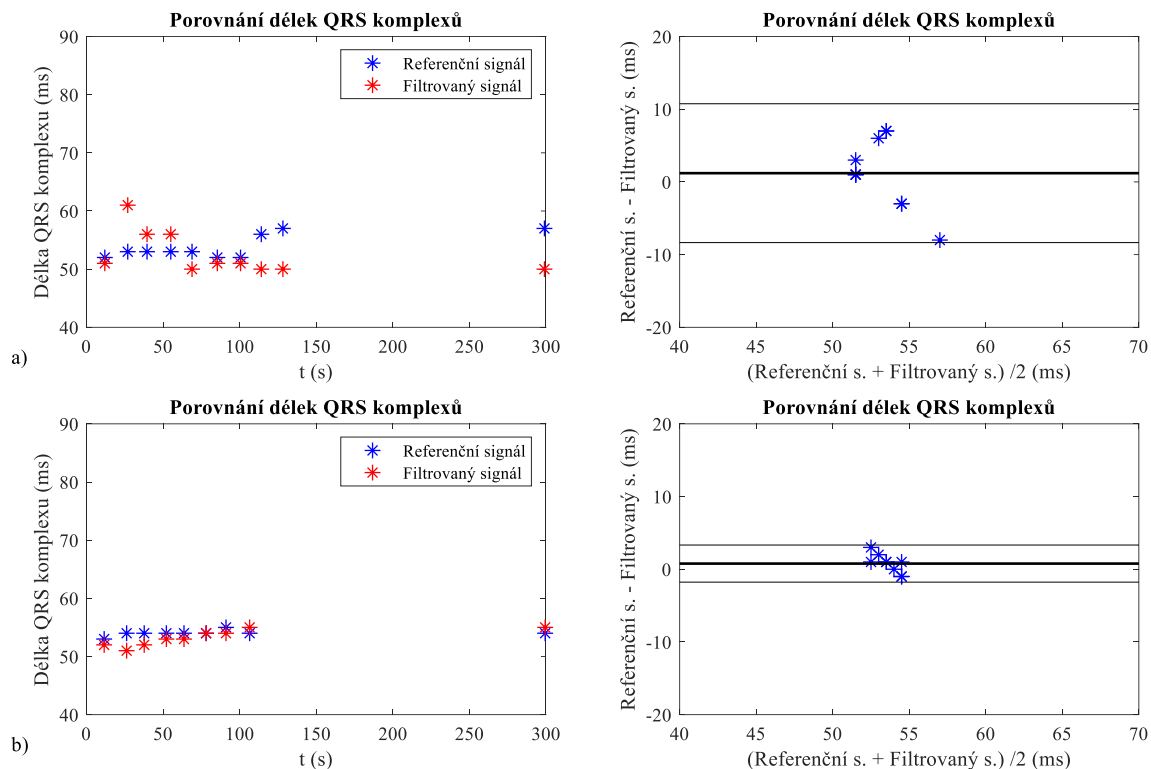 Porovnání délek QRS komplexů
Délka QRS komplexu (ms)
90
80
70
60
50
40
0
50
100
150
200
250
300
t (s)
Referenční signál
Filtrovaný signál
a)
Porovnání délek QRS komplexů
Referenční s. - Filtrovaný s. (ms)
20
10
0
-10
-20
40
45
50
55
60
65
70
(Referenční s. + Filtrovaný s.) /2 (ms)
Porovnání délek QRS komplexů
Délka QRS komplexu (ms)
90
80
70
60
50
40
0
50
100
150
200
250
300
t (s)
Referenční signál
Filtrovaný signál
b)
Porovnání délek QRS komplexů
Referenční s. - Filtrovaný s. (ms)
20
10
0
-10
-20
40
45
50
55
60
65
70
(Referenční s. + Filtrovaný s.) /2 (ms)